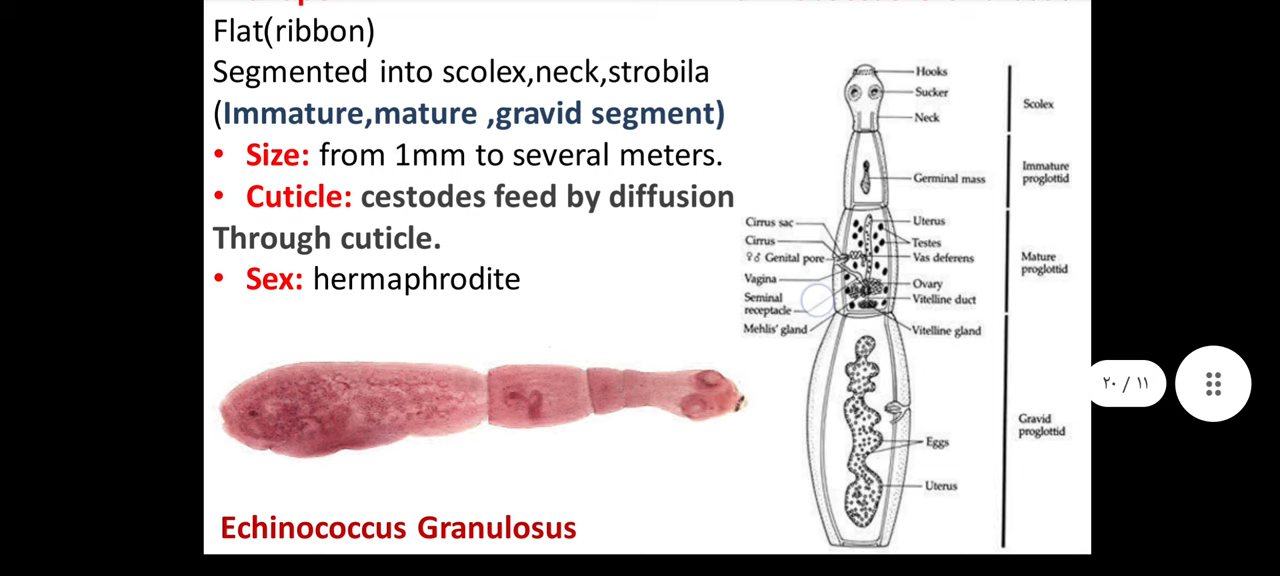 Flat(ribbon)
Segmented into scolex,neck,strobila
(Immature,mature ,gravid segment)
• Size: from 1mm to several meters.
• Cuticle: cestodes feed by diffusion
Through cuticle.
• Sex: hermaphrodite
Echinococcus Granulosus
Hooks
Sucker
Neck
Scolex
Germinal mass
Immature
proglottid
Cirrus sac
Cirrus
♀♂ Genital pore
Vagina
Seminal
receptacle
Mehlis' gland
Uterus
Testes
Vas deferens
Ovary
Vitelline duct
Vitelline gland
Mature
proglottid
Eggs
Uterus
Gravid
proglottid
٢٠ / ١١